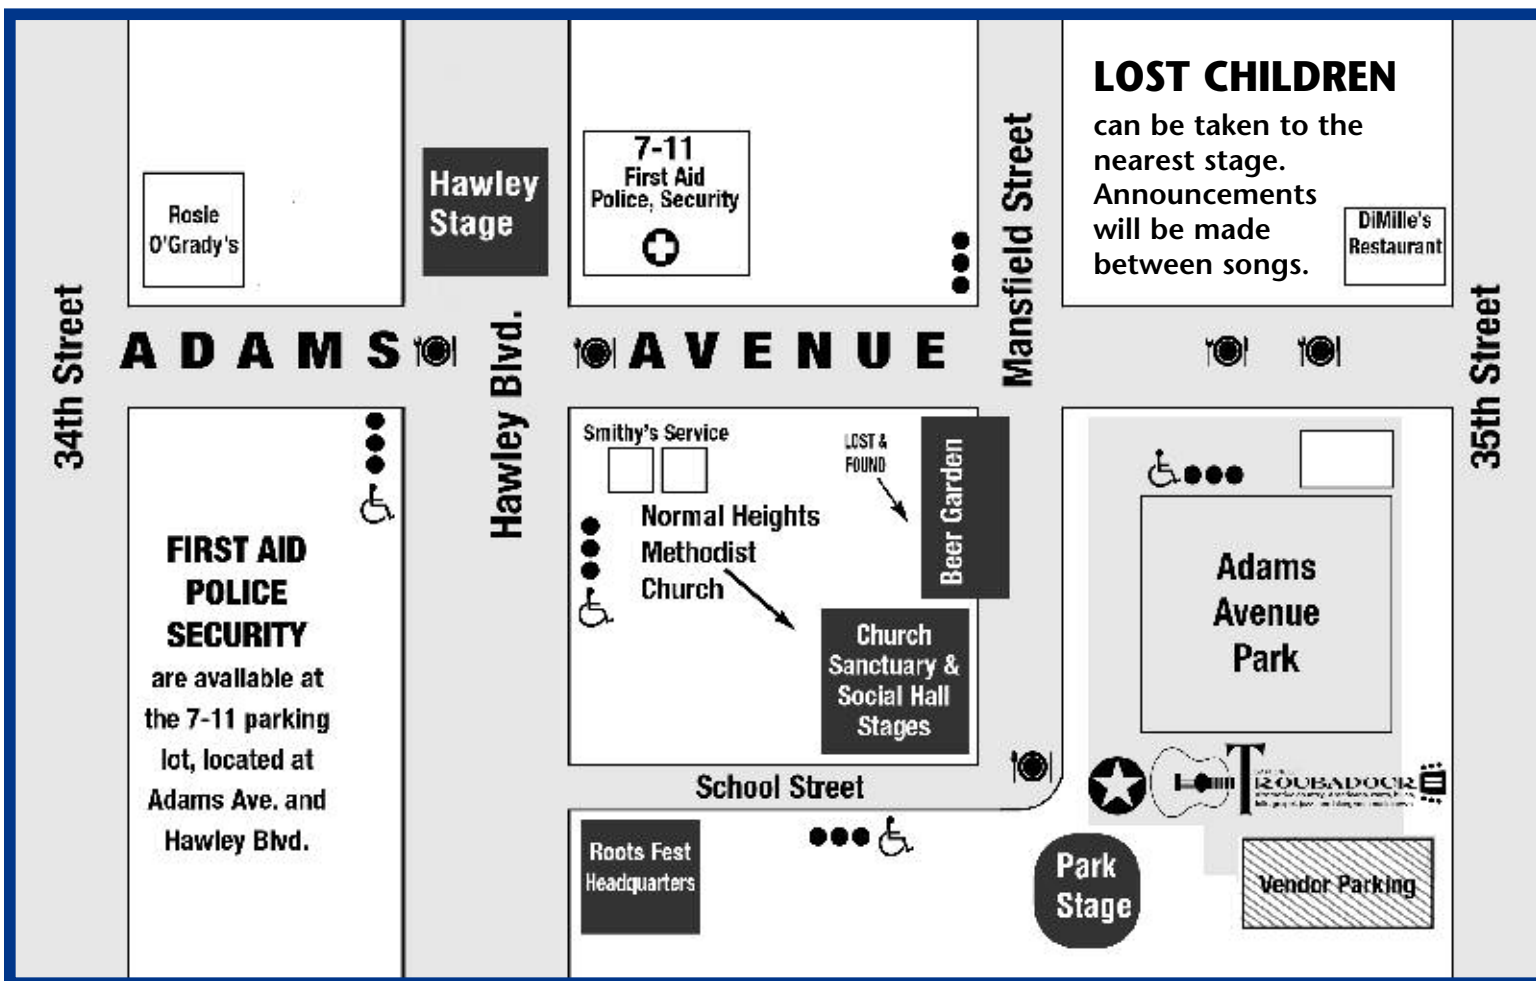 LOST CHILDREN
can be taken to the
nearest stage.
Announcements
will be made
between songs.
7-11
First Aid
Police, Security
Hawley
Stage
Rosie
O'Grady's
DiMille's
Restaurant
Mansfield Street
34th Street
ADAMS AVENUE
Hawley Blvd.
35th Street
Smithy's Service
LOST &
FOUND
Beer Garden
Normal Heights
Methodist
Church
Church
Sanctuary &
Social Hall
Stages
Adams
Avenue
Park
FIRST AID
POLICE
SECURITY
are available at
the 7-11 parking
lot, located at
Adams Ave. and
Hawley Blvd.
School Street
TROUBADOUR
Roots Fest
Headquarters
Park
Stage
Vendor Parking